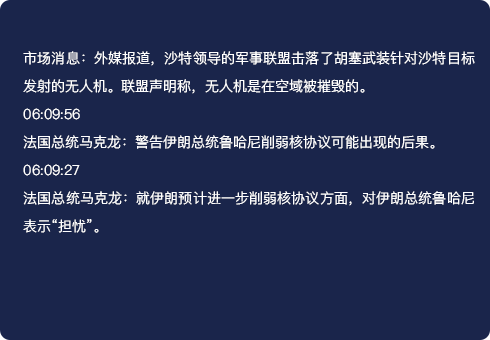 市场消息：外媒报道，沙特领导的军事联盟击落了胡塞武装针对沙特目标
发射的无人机。联盟声明称，无人机是在空域被摧毁的。
06:09:56
法国总统马克龙：警告伊朗总统鲁哈尼削弱核协议可能出现的后果。
06:09:27
法国总统马克龙：就伊朗预计进一步削弱核协议方面，对伊朗总统鲁哈尼
表示“担忧”。